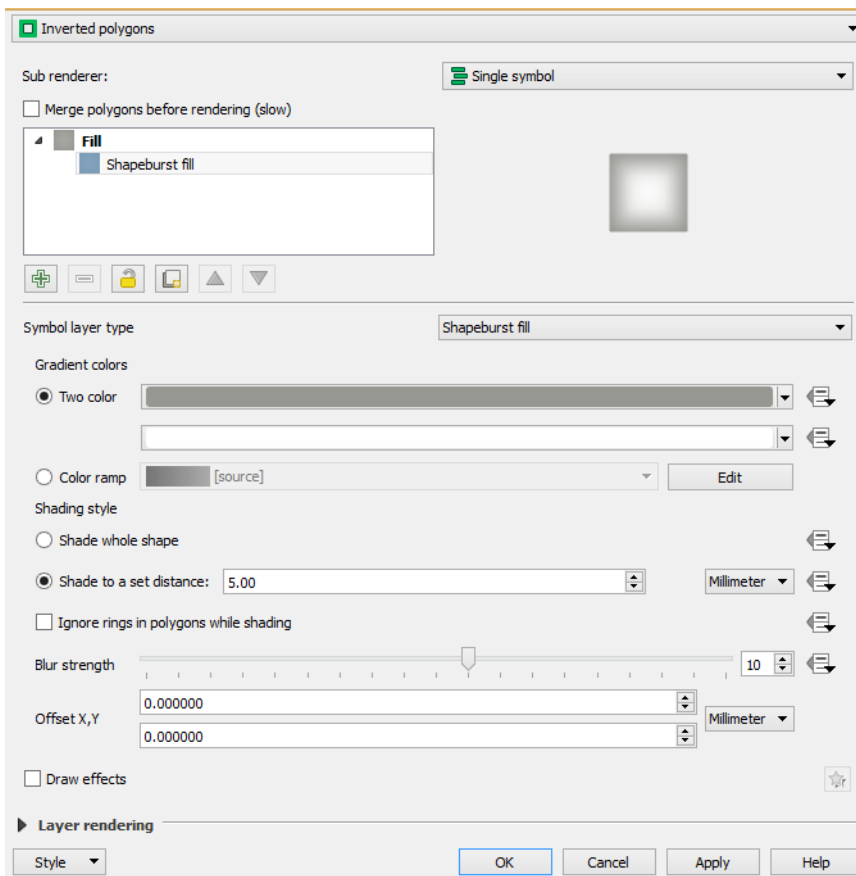 Inverted polygons
Sub renderer: Single symbol
Merge polygons before rendering (slow)
Fill
Shapeburst fill
Symbol layer type Shapeburst fill
Gradient colors
Two color
Color ramp [source] Edit
Shading style
Shade whole shape
Shade to a set distance: 5.00 Millimeter
Ignore rings in polygons while shading
Blur strength 10
0.000000
Offset X,Y Millimeter
0.000000
Draw effects
Layer rendering
Style OK Cancel Apply Help